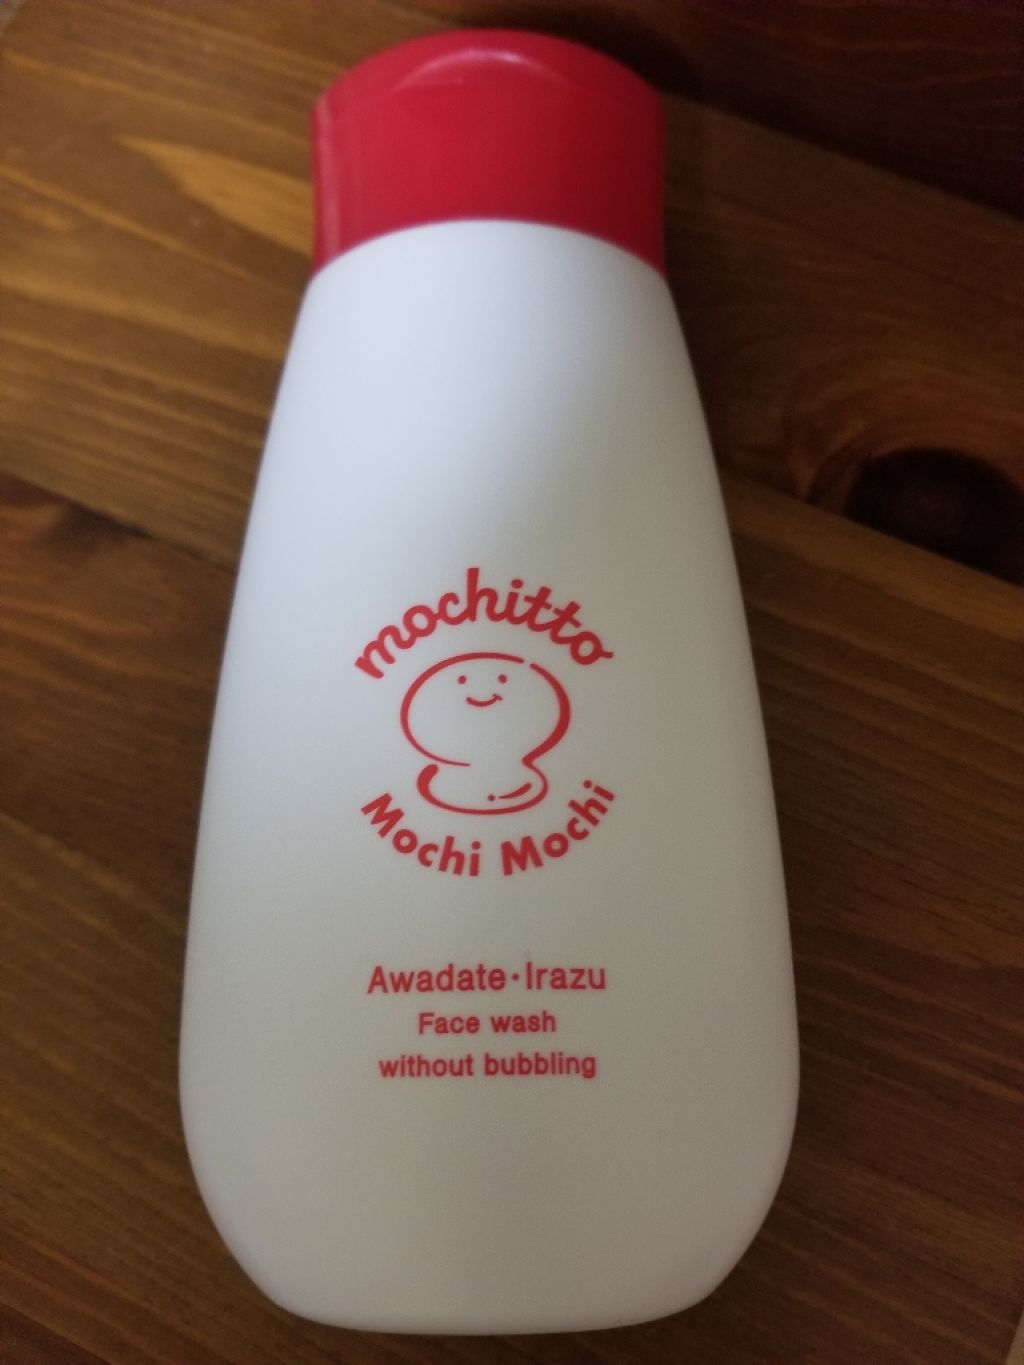 mochitto
Mochi Mochi
Awadate・Irazu
Face wash
without bubbling